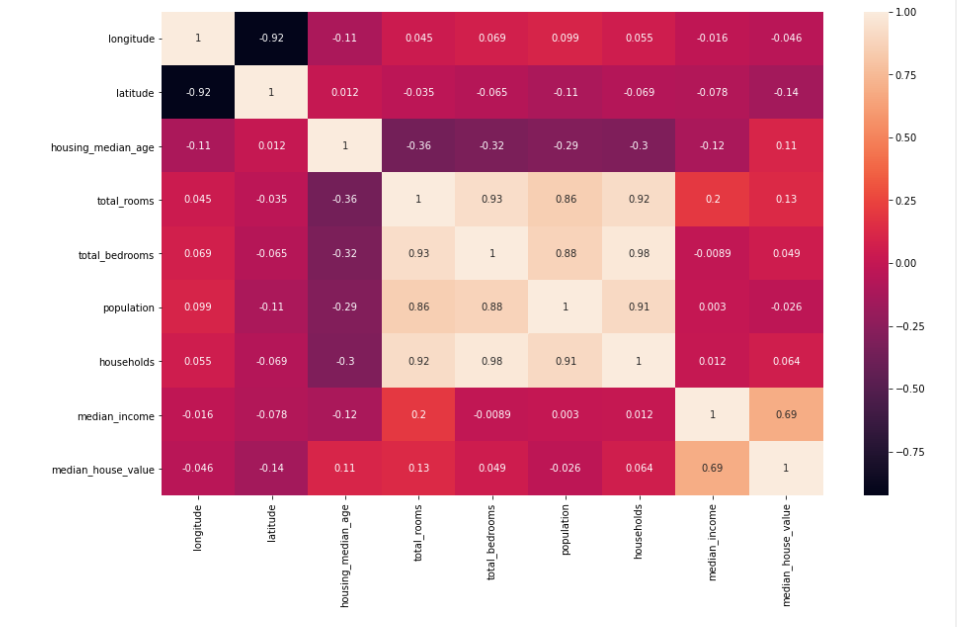 longitude 1 -0.92 -0.11 0.045 0.069 0.099 0.055 -0.016 -0.046
latitude -0.92 1 0.012 -0.035 -0.065 -0.11 -0.069 -0.078 -0.14
housing_median_age -0.11 0.012 1 -0.36 -0.32 -0.29 -0.3 -0.12 0.11
total_rooms 0.045 -0.035 -0.36 1 0.93 0.86 0.92 0.2 0.13
total_bedrooms 0.069 -0.065 -0.32 0.93 1 0.88 0.98 -0.0089 0.049
population 0.099 -0.11 -0.29 0.86 0.88 1 0.91 0.003 -0.026
households 0.055 -0.069 -0.3 0.92 0.98 0.91 1 0.012 0.064
median_income -0.016 -0.078 -0.12 0.2 -0.0089 0.003 0.012 1 0.69
median_house_value -0.046 -0.14 0.11 0.13 0.049 -0.026 0.064 0.69 1
longitude
latitude
housing_median_age
total_rooms
total_bedrooms
population
households
median_income
median_house_value
1.00
0.75
0.50
0.25
0.00
−0.25
−0.50
−0.75